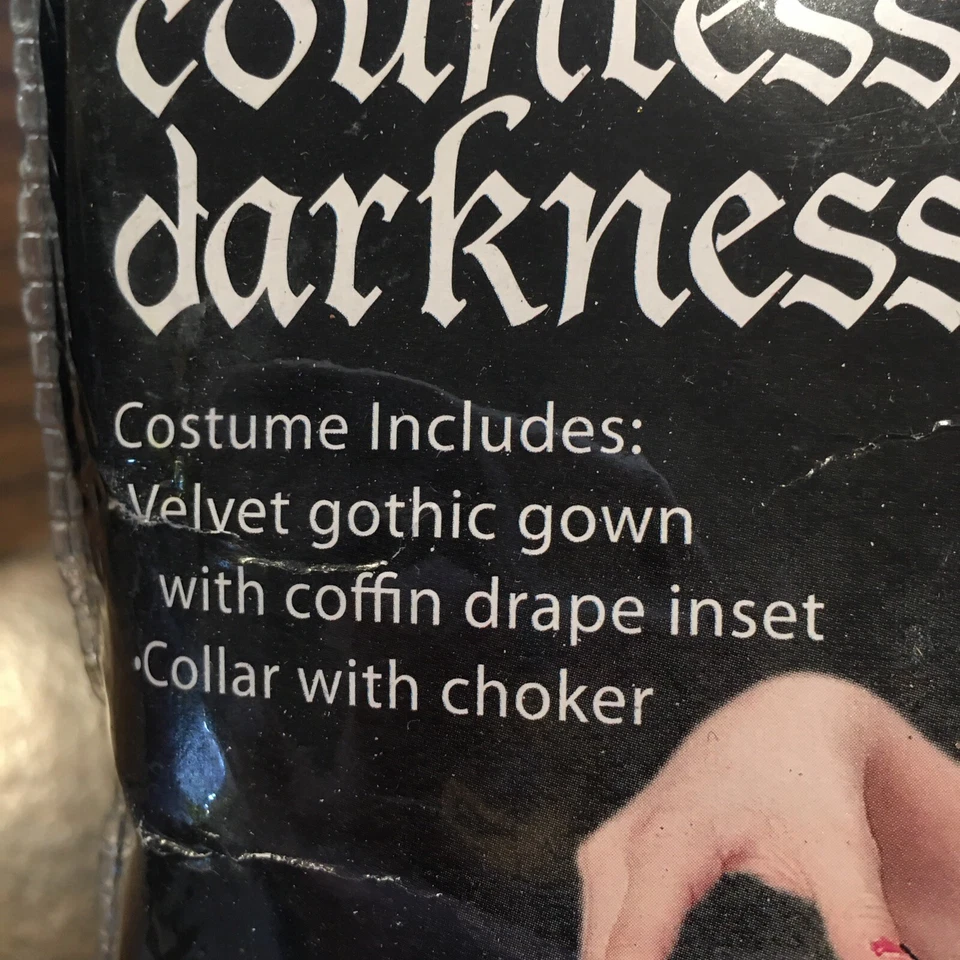 countess
darkness
Costume Includes:
Velvet gothic gown
with coffin drape inset
•Collar with choker